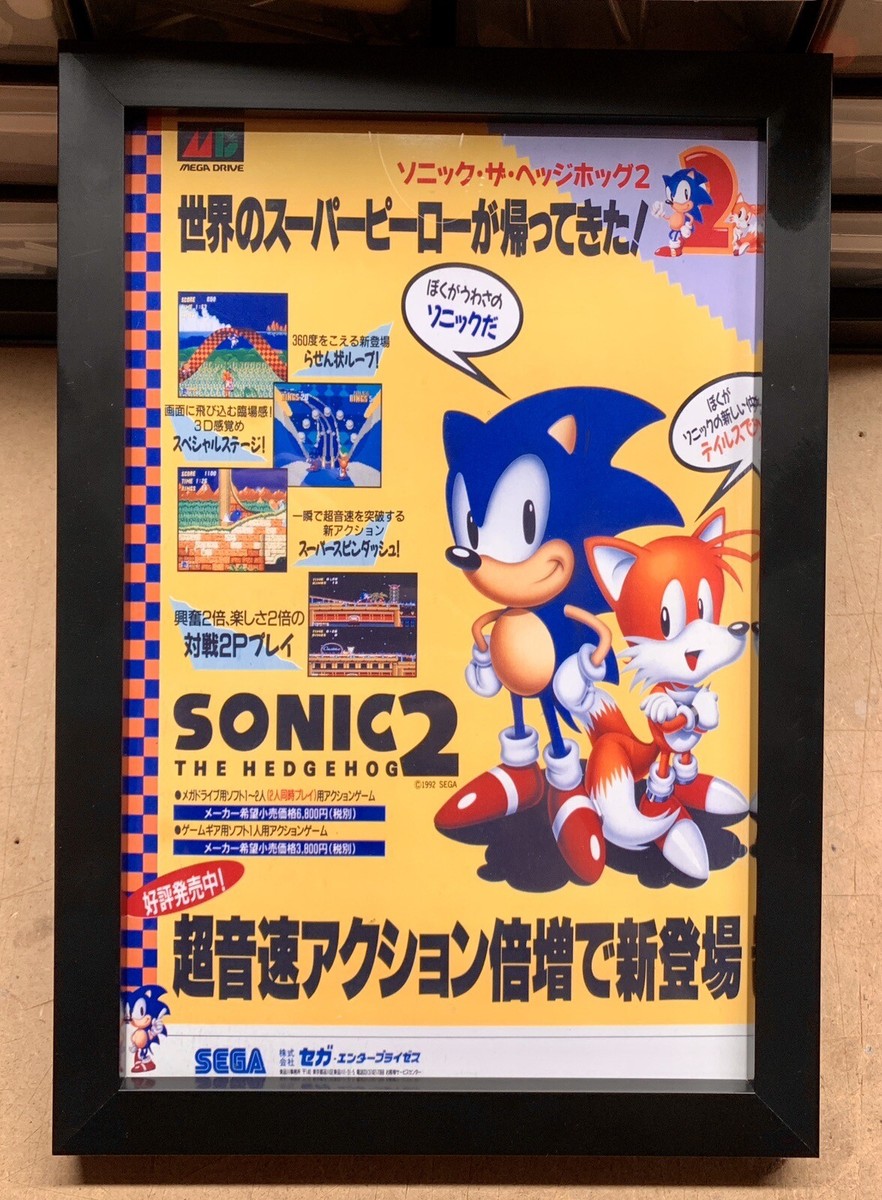 MEGA DRIVE
ソニック・ザ・ヘッジホッグ2
2
世界のスーパーヒーローが帰ってきた!
ぼくがうわさの
ソニックだ
360度をこえる新登場
らせん状ループ!
画面に飛び込む臨場感!
3D感覚め
スペシャルステージ!
ぼくが
ソニックの新しい仲
テイルスで
一瞬で超音速を突破する
新アクション
スーパースピンダッシュ!
興奮2倍、楽しさ2倍の
対戦2Pプレイ
SONIC 2
THE HEDGEHOG
©1992 SEGA
●メガドライブ用ソフト1〜2人(2人同時プレイ)用アクションゲーム
メーカー希望小売価格6,800円(税別)
●ゲームギア用ソフト1人用アクションゲーム
メーカー希望小売価格3,800円(税別)
好評発売中!
超音速アクション倍増で新登場
SEGA
株式会社 セガ・エンタープライゼス